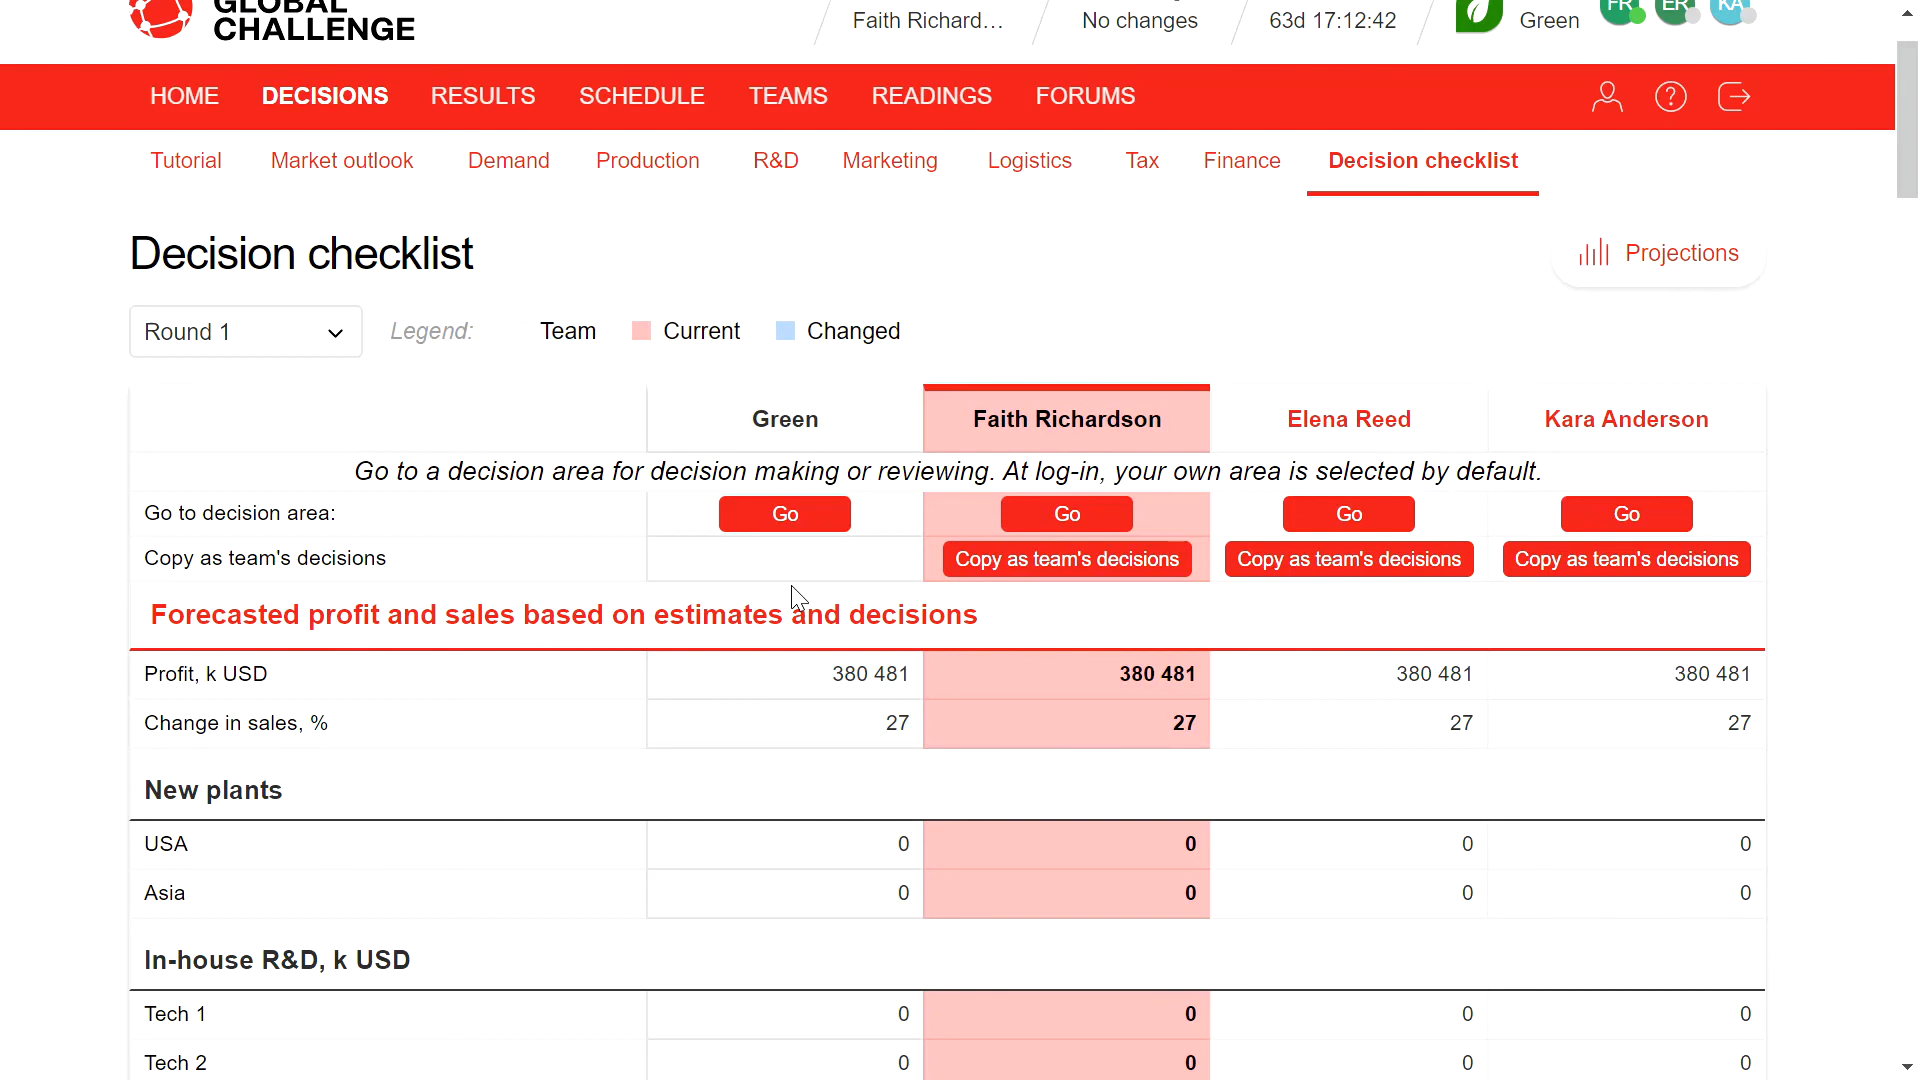 GLOBAL
CHALLENGE
Faith Richard...
No changes
63d 17:12:42
Green
FR
ER
KA
HOME DECISIONS RESULTS SCHEDULE TEAMS READINGS FORUMS
Tutorial Market outlook Demand Production R&D Marketing Logistics Tax Finance Decision checklist
Decision checklist
Projections
Round 1
Legend: Team Current Changed
Green Faith Richardson Elena Reed Kara Anderson
Go to a decision area for decision making or reviewing. At log-in, your own area is selected by default.
Go to decision area: Go Go Go Go
Copy as team's decisions Copy as team's decisions Copy as team's decisions Copy as team's decisions
Forecasted profit and sales based on estimates and decisions
Profit, k USD 380 481 380 481 380 481 380 481
Change in sales, % 27 27 27 27
New plants
USA 0 0 0 0
Asia 0 0 0 0
In-house R&D, k USD
Tech 1 0 0 0 0
Tech 2 0 0 0 0